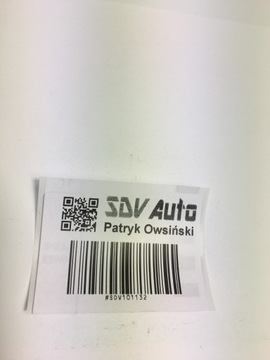 SDV Auto
Patryk Owsiński
#SDV101132